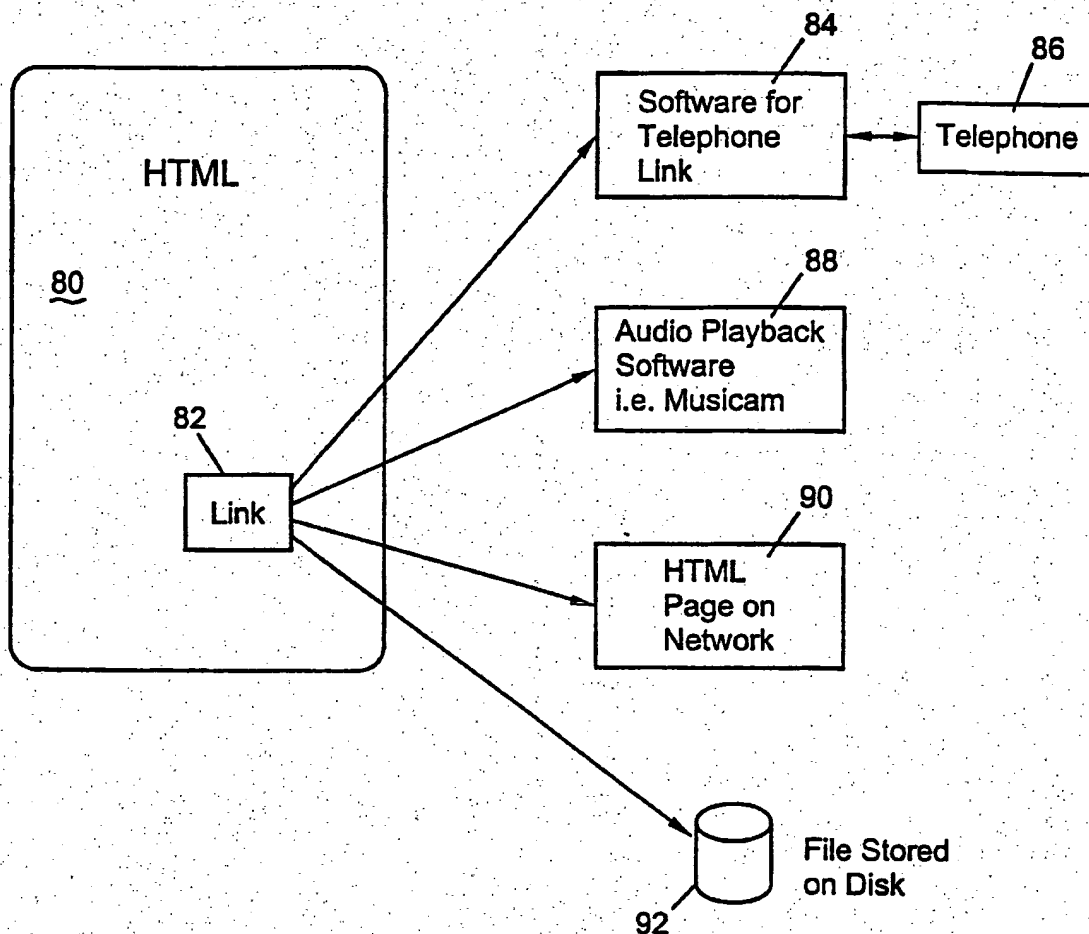 84
86
Software for
Telephone
Link
Telephone
HTML
80
88
Audio Playback
Software
i.e. Musicam
82
Link
90
HTML
Page on
Network
File Stored
on Disk
92